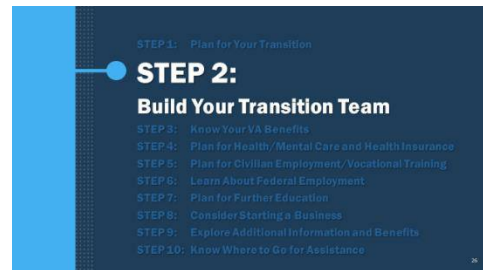 STEP 1: Plan for Your Transition
STEP 2:
Build Your Transition Team
STEP 3: Know Your VA Benefits
STEP 4: Plan for Health/Mental Care and Health Insurance
STEP 5: Plan for Civilian Employment/Vocational Training
STEP 6: Learn About Federal Employment
STEP 7: Plan for Further Education
STEP 8: Consider Starting a Business
STEP 9: Explore Additional Information and Benefits
STEP 10: Know Where to Go for Assistance
26